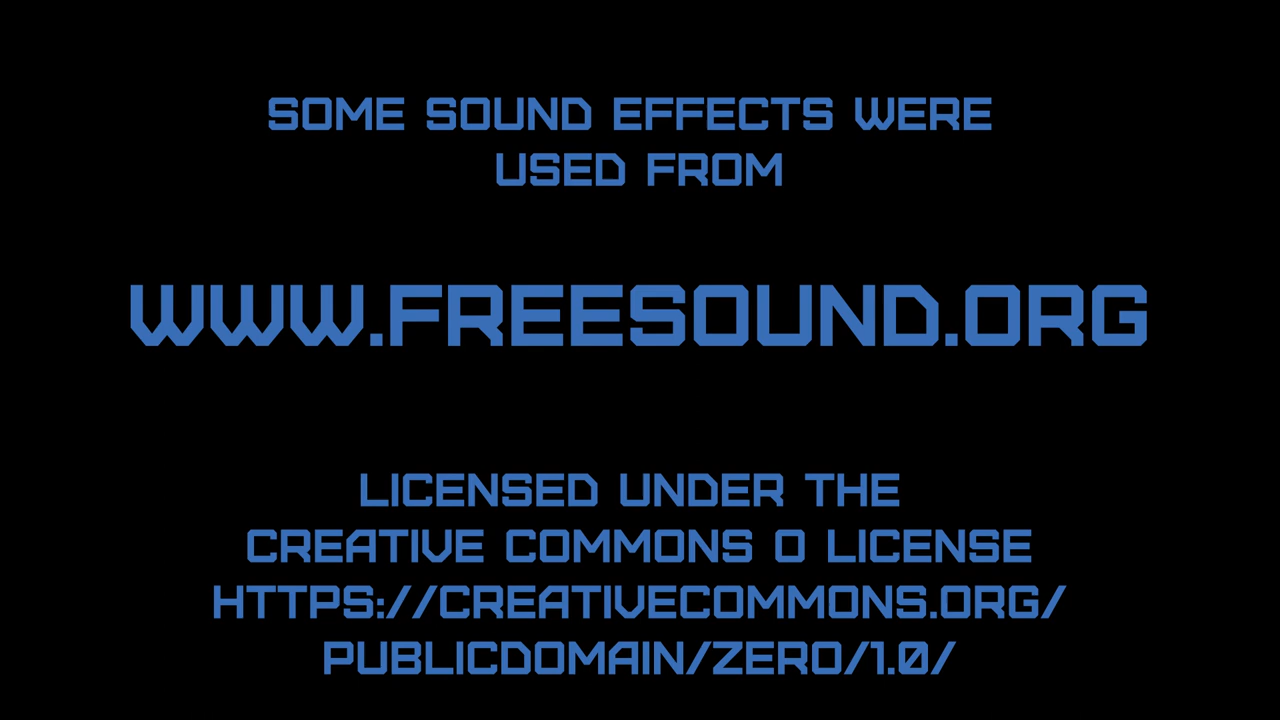 SOME SOUND EFFECTS WERE
USED FROM
WWW.FREESOUND.ORG
LICENSED UNDER THE
CREATIVE COMMONS O LICENSE
HTTPS://CREATIVECOMMONS.ORG/
PUBLICDOMAIN/ZERO/1.0/